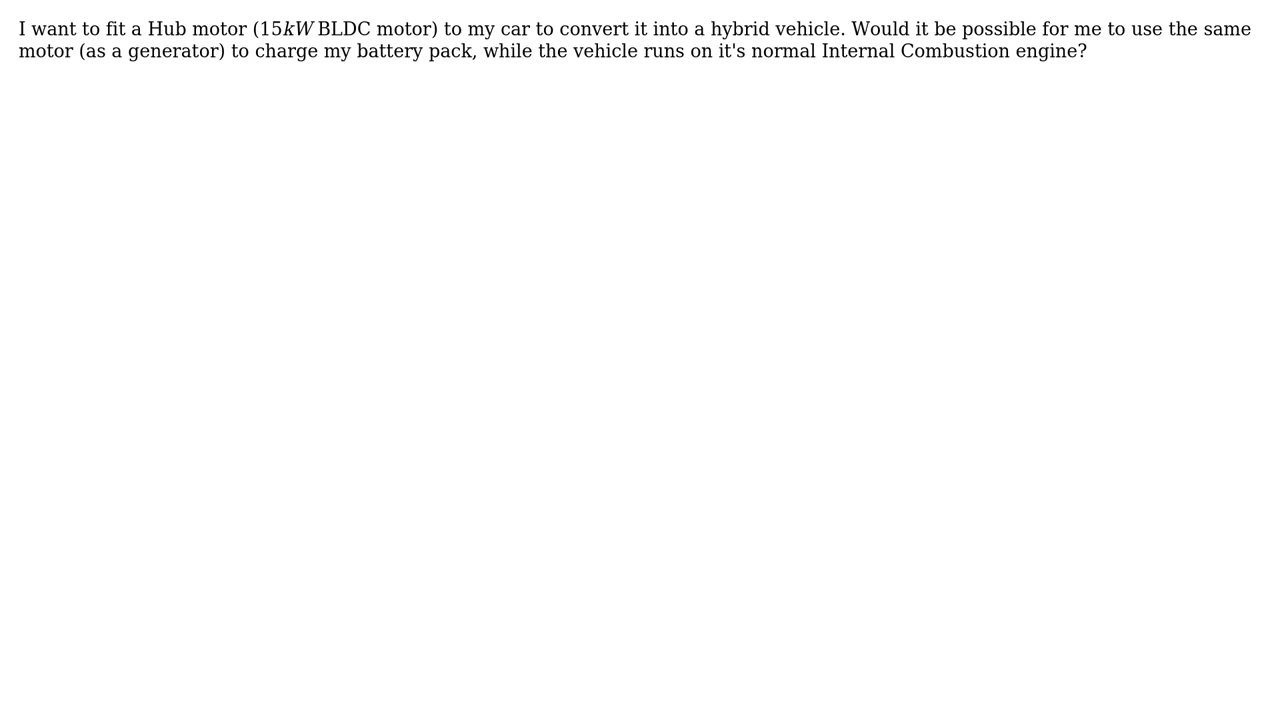 I want to fit a Hub motor (15kW BLDC motor) to my car to convert it into a hybrid vehicle. Would it be possible for me to use the same
motor (as a generator) to charge my battery pack, while the vehicle runs on it's normal Internal Combustion engine?